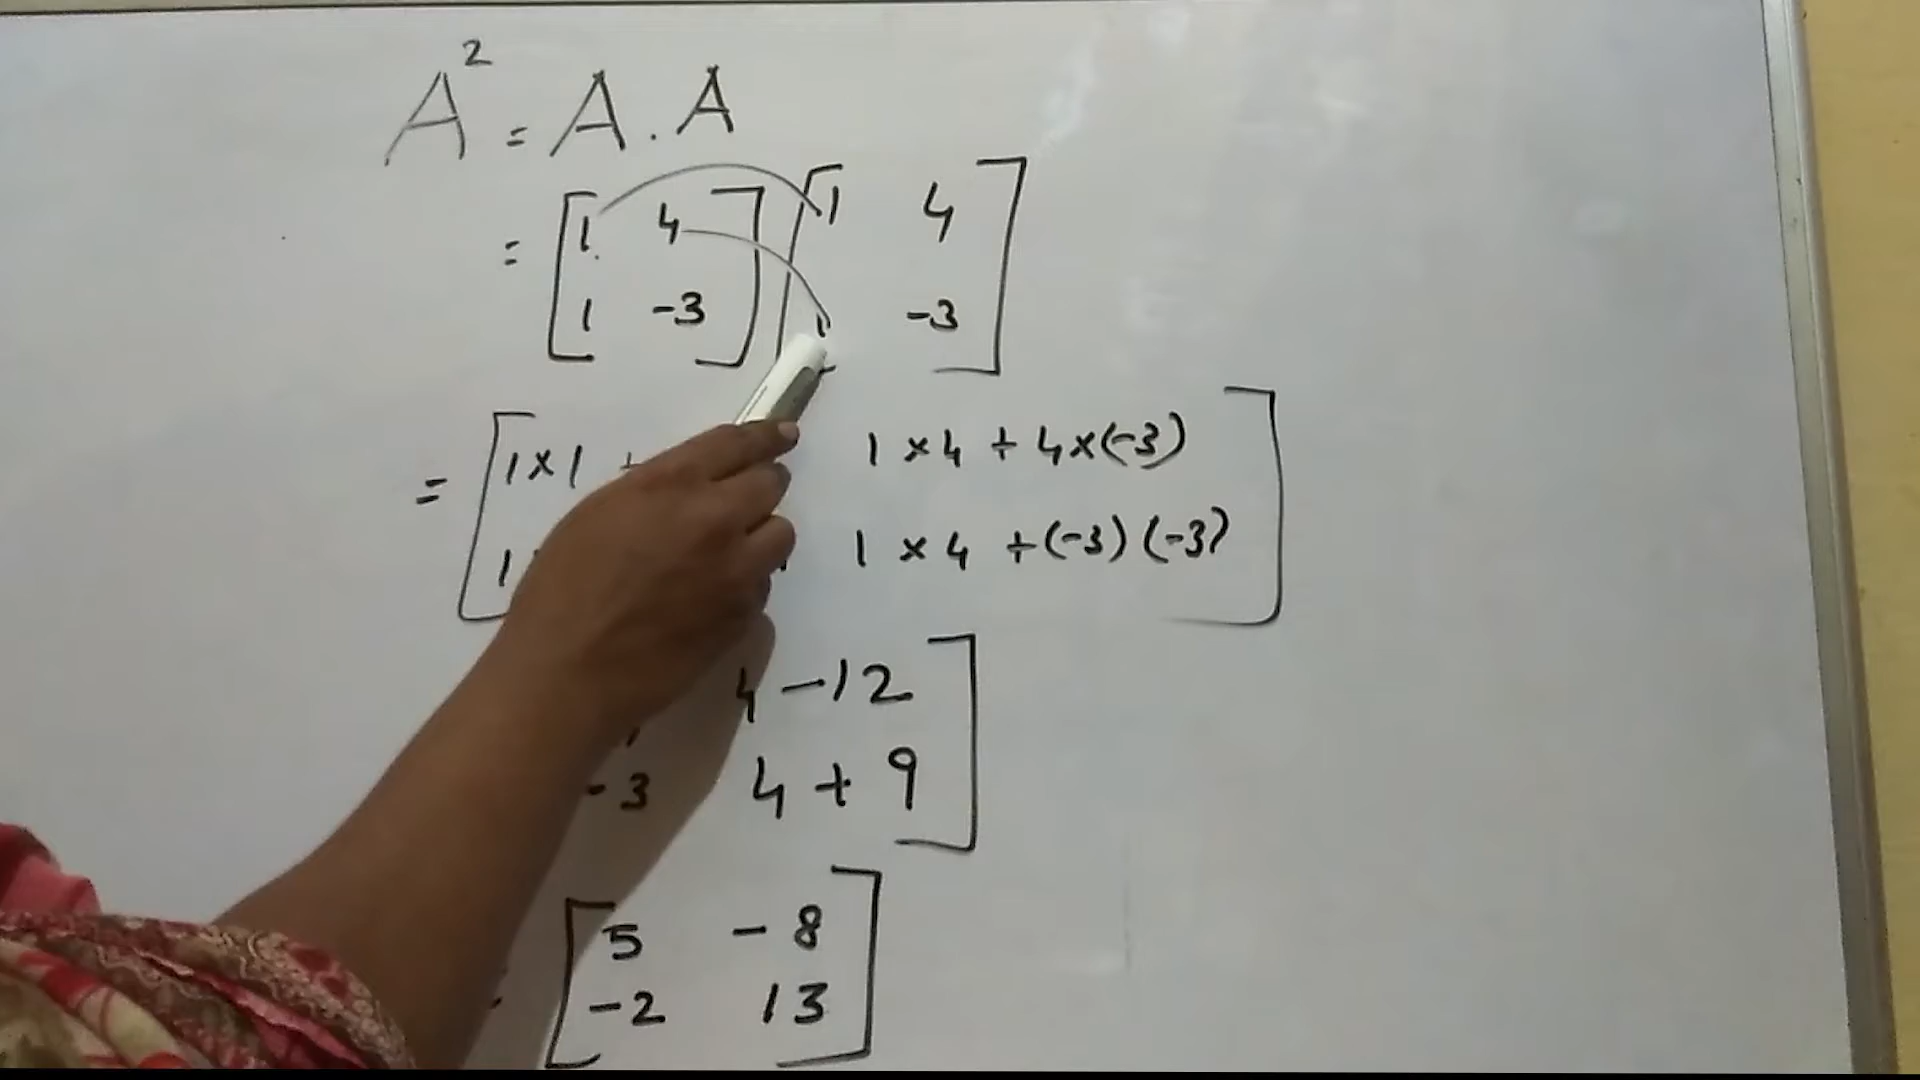 A² = A . A
= [ 1 4 ] [ 1 4 ]
[ 1 -3 ] [ 1 -3 ]
= [ 1×1 + 1 × 4 + 4×(-3) ]
[ 1 1 × 4 + (-3) (-3) ]
4 - 12 ]
- 3 4 + 9 ]
[ 5 - 8 ]
[ -2 13 ]